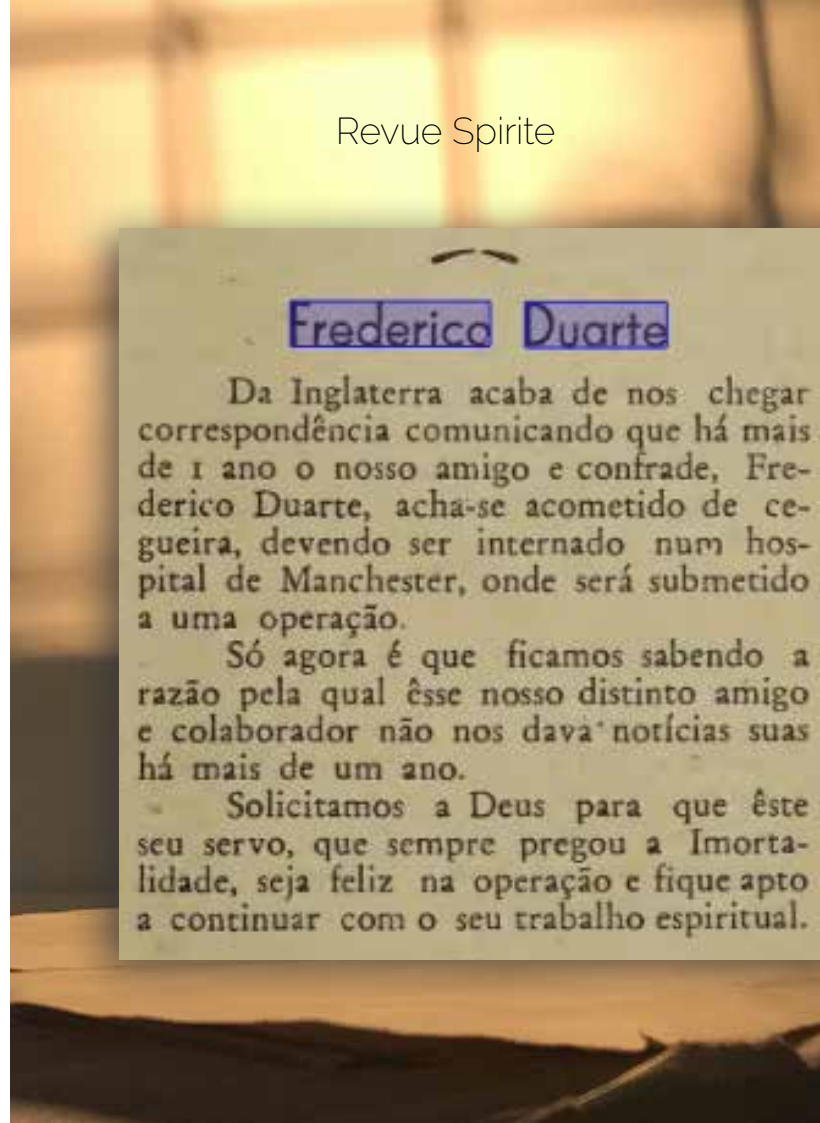 Revue Spirite
Frederico Duarte
Da Inglaterra acaba de nos chegar
correspondência comunicando que há mais
de 1 ano o nosso amigo e confrade, Fre-
derico Duarte, acha-se acometido de ce-
gueira, devendo ser internado num hos-
pital de Manchester, onde será submetido
a uma operação.
Só agora é que ficamos sabendo a
razão pela qual êsse nosso distinto amigo
e colaborador não nos dava notícias suas
há mais de um ano.
Solicitamos a Deus para que êste
seu servo, que sempre pregou a Imorta-
lidade, seja feliz na operação e fique apto
a continuar com o seu trabalho espiritual.